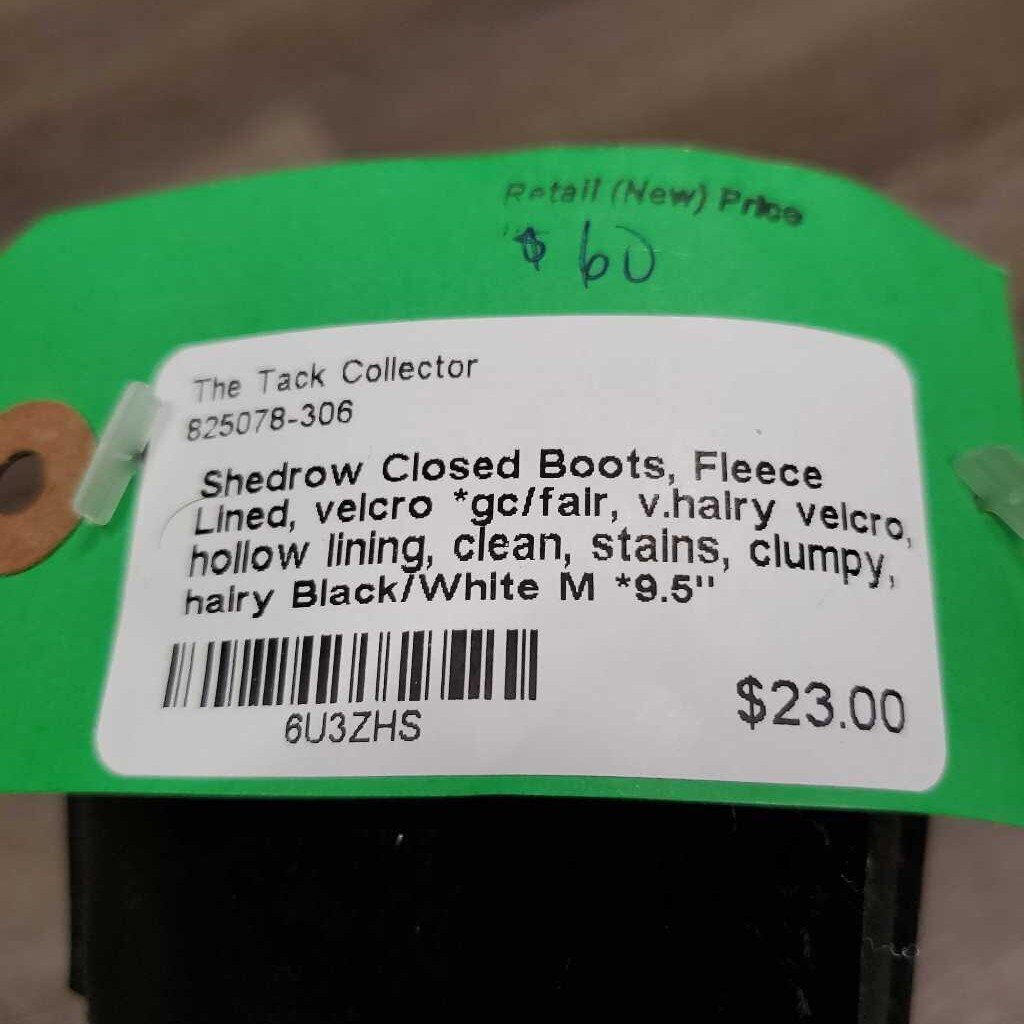 Retail (New) Price
$ 60
The Tack Collector
825078-306
Shedrow Closed Boots, Fleece
Lined, velcro *gc/fair, v.hairy velcro,
hollow lining, clean, stains, clumpy,
hairy Black/White M *9.5"
6U3ZHS
$23.00